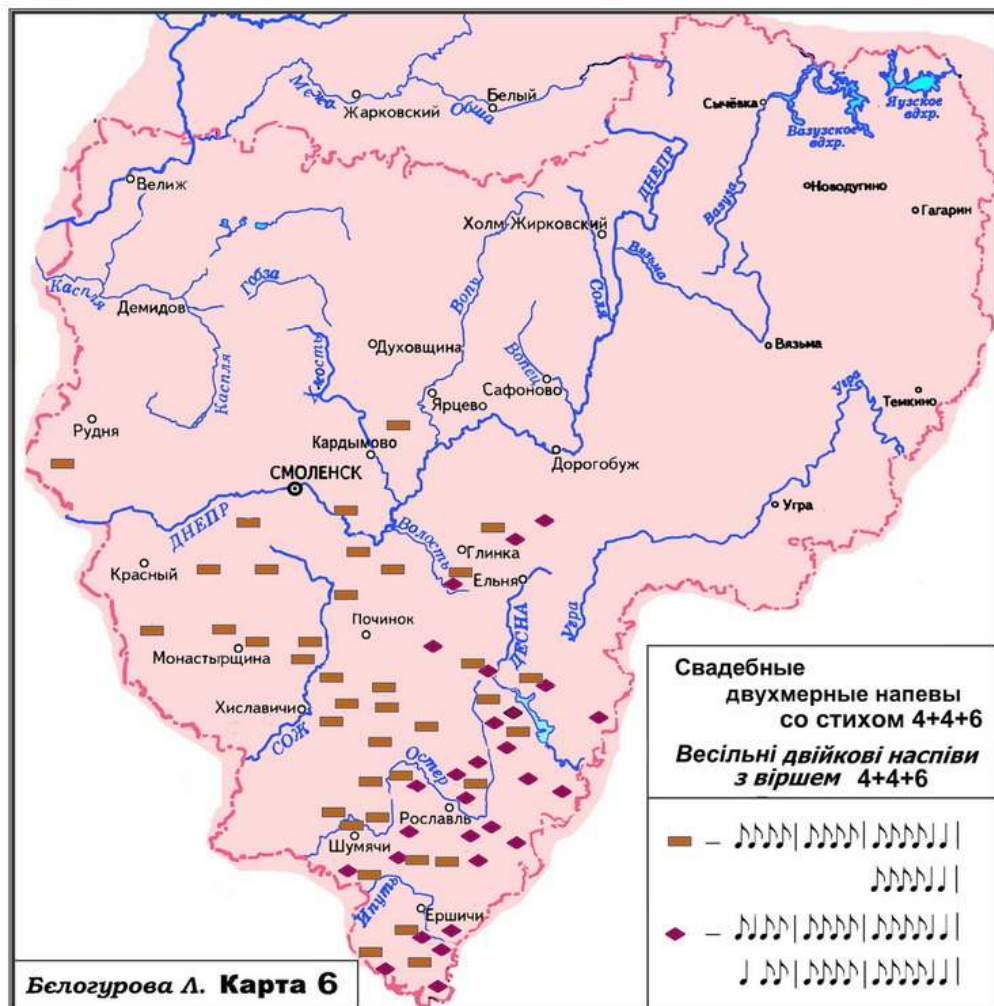 Межа
Жарковский
Обша
Белый
Сычёвка
Вазузское
вдхр.
Яузское
вдхр.
Велиж
ДНЕПР
Вазуза
Новодугино
Гагарин
Холм-Жирковский
Вязьма
Каспля
Гобза
Вопь
Соля
Демидов
Духовщина
Хмость
Вопец
Вязьма
Каспля
Сафоново
Ярцево
Угра
Темкино
Рудня
Кардымово
Дорогобуж
СМОЛЕНСК
Угра
ДНЕПР
Волость
Глинка
Красный
Ельня
Угра
ДЕСНА
Починок
Монастырщина
Хиславичи
СОЖ
Остер
Рославль
Шумячи
Ипуть
Ершичи
Свадебные
двухмерные напевы
со стихом 4+4+6
Весільні двійкові наспіви
з віршем 4+4+6
–
–
Бєлогурова Л. Карта 6